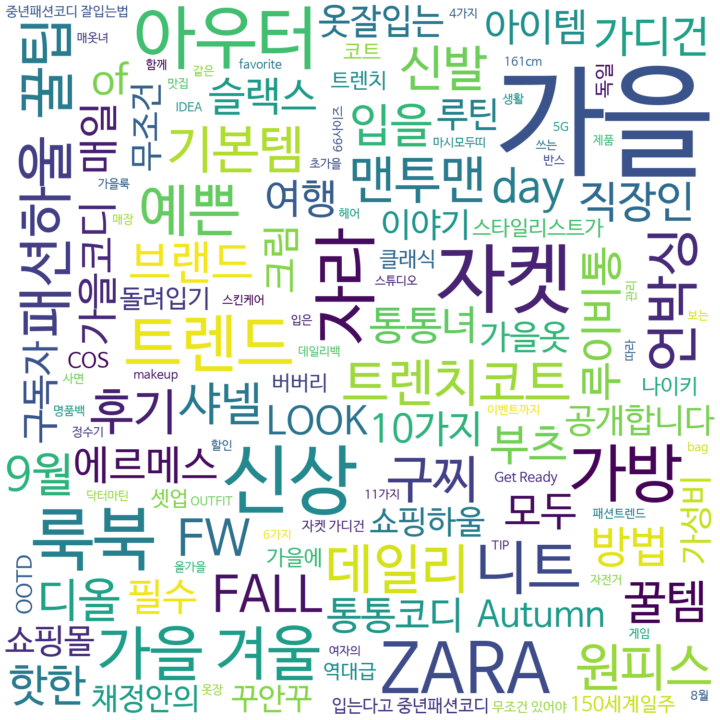 중년패션코디 잘입는법
매옷녀
꿀팁
of
매일
무조건
함께
맛집
IDEA
같은
favorite
아우터
슬랙스
코트
트렌치
옷잘입는
4가지
신발
아이템
161cm
가디건
독일
가을
기본템
입을
루틴
66사이즈
마시모두띠
생활
5G
쓰는
반스
제품
하울
패션
가을룩
매장
예쁜
여행
초가을
헤어
맨투맨
day
직장인
이야기
스타일리스트가
가을코디
브랜드
크림
자라
클래식
스튜디오
자켓
루이비통
관리
따라
언박싱
보는
구독자
돌려입기
스킨케어
입은
COS
사면
makeup
트렌드
데일리백
통통녀
가을옷
버버리
트렌치코트
나이키
명품백
정수기
후기
샤넬
LOOK
10가지
이벤트까지
공개합니다
할인
부츠
bag
9월
에르메스
신상
구찌
Get Ready
가방
가성비
닥터마틴
셋업
OUTFIT
11가지
모두
패션트렌드
룩북
FW
자켓 가디건
6가지
쇼핑하울
TIP
방법
OOTD
올가을
가을에
데일리
니트
자전거
디올
필수
FALL
통통코디
Autumn
꿀템
쇼핑몰
가을 겨울
여자의
역대급
ZARA
원피스
게임
핫한
채정안의
옷장
꾸안꾸
입는다고 중년패션코디
무조건 있어야
150세계일주
8월